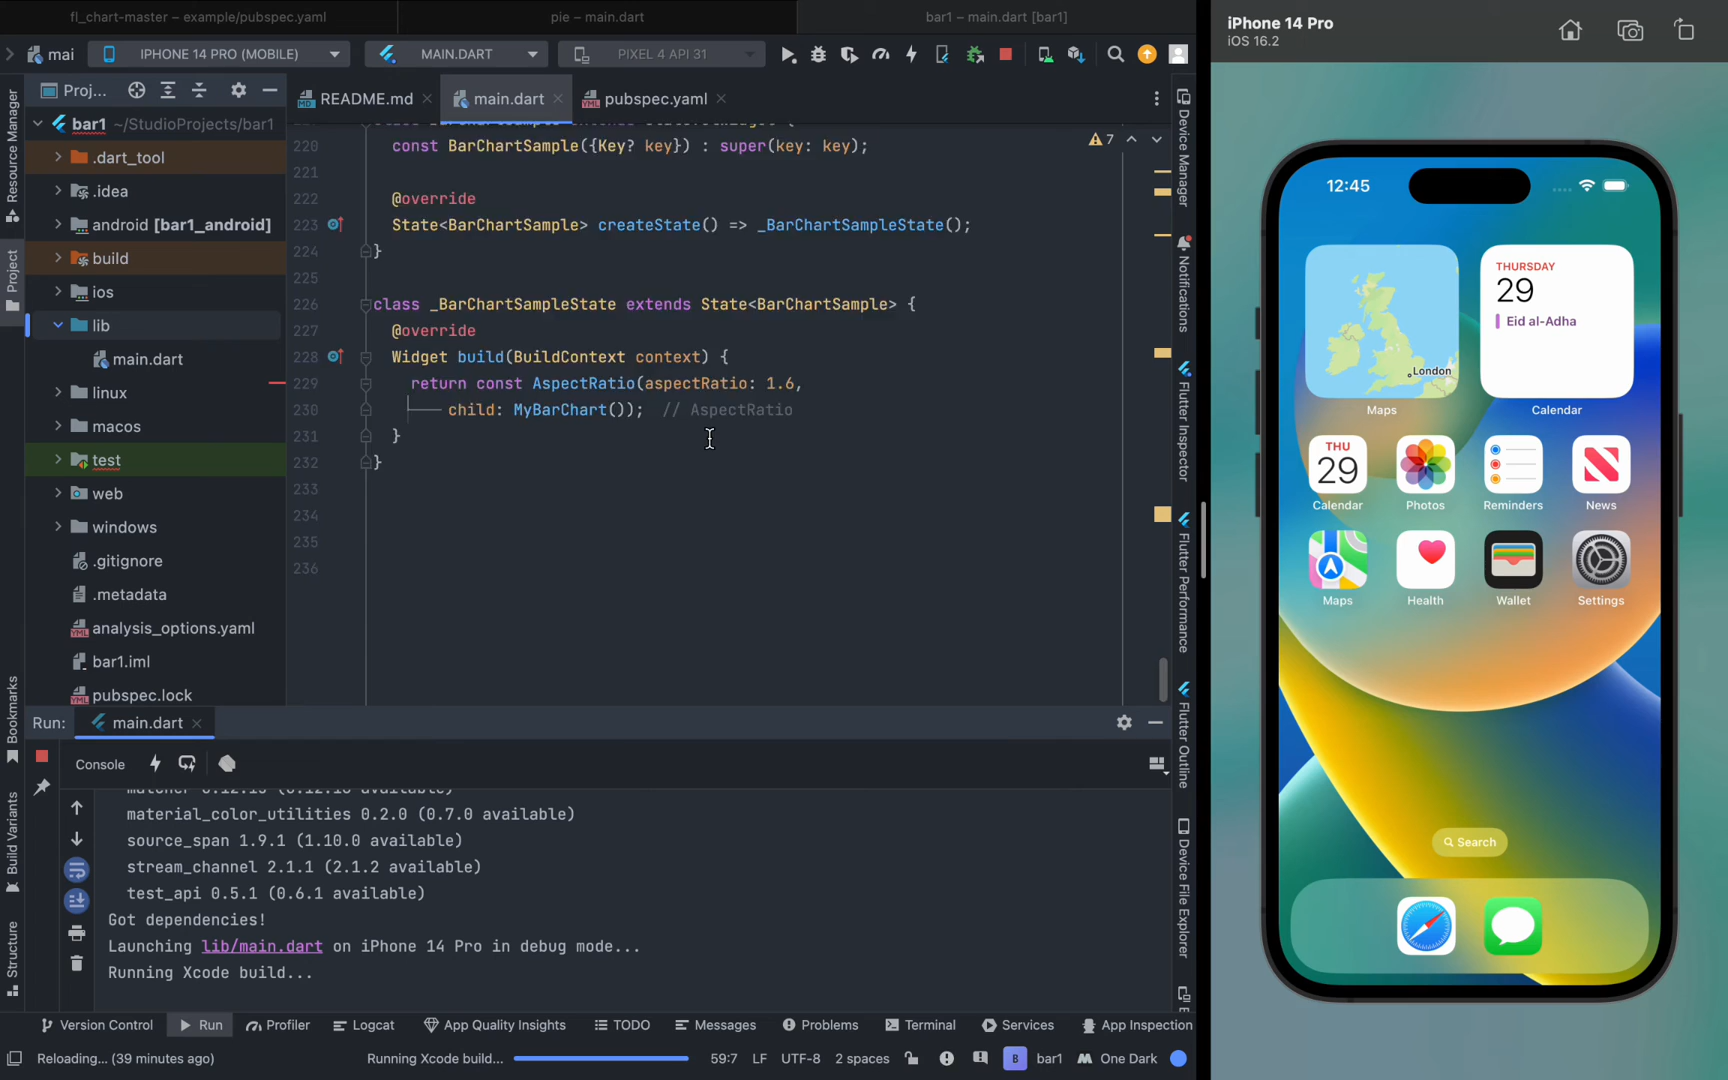 fl_chart-master – example/pubspec.yaml
pie – main.dart
bar1 – main.dart [bar1]
mai
IPHONE 14 PRO (MOBILE)
MAIN.DART
PIXEL 4 API 31
Proj...
README.md
main.dart
pubspec.yaml
Resource Manager
Project
Bookmarks
Build Variants
Structure
bar1 ~/StudioProjects/bar1
.dart_tool
.idea
android [bar1_android]
build
ios
lib
main.dart
linux
macos
test
web
windows
.gitignore
.metadata
analysis_options.yaml
bar1.iml
pubspec.lock
7
220 const BarChartSample({Key? key}) : super(key: key);
221
222 @override
223 State<BarChartSample> createState() => _BarChartSampleState();
224 }
225
226 class _BarChartSampleState extends State<BarChartSample> {
227 @override
228 Widget build(BuildContext context) {
229 return const AspectRatio(aspectRatio: 1.6,
230 child: MyBarChart()); // AspectRatio
231 }
232 }
233
234
235
236
Device Manager
Notifications
Flutter Inspector
Flutter Performance
Flutter Outline
Device File Explorer
Run: main.dart
Console
material_color_utilities 0.2.0 (0.7.0 available)
source_span 1.9.1 (1.10.0 available)
stream_channel 2.1.1 (2.1.2 available)
test_api 0.5.1 (0.6.1 available)
Got dependencies!
Launching lib/main.dart on iPhone 14 Pro in debug mode...
Running Xcode build...
Version Control
Run
Profiler
Logcat
App Quality Insights
TODO
Messages
Problems
Terminal
Services
App Inspection
Reloading... (39 minutes ago)
Running Xcode build...
59:7 LF UTF-8 2 spaces
B
bar1
One Dark
iPhone 14 Pro
iOS 16.2
12:45
London
Maps
THURSDAY
29
Eid al-Adha
Calendar
THU
29
Calendar
Photos
Reminders
News
Maps
Health
Wallet
Settings
Search